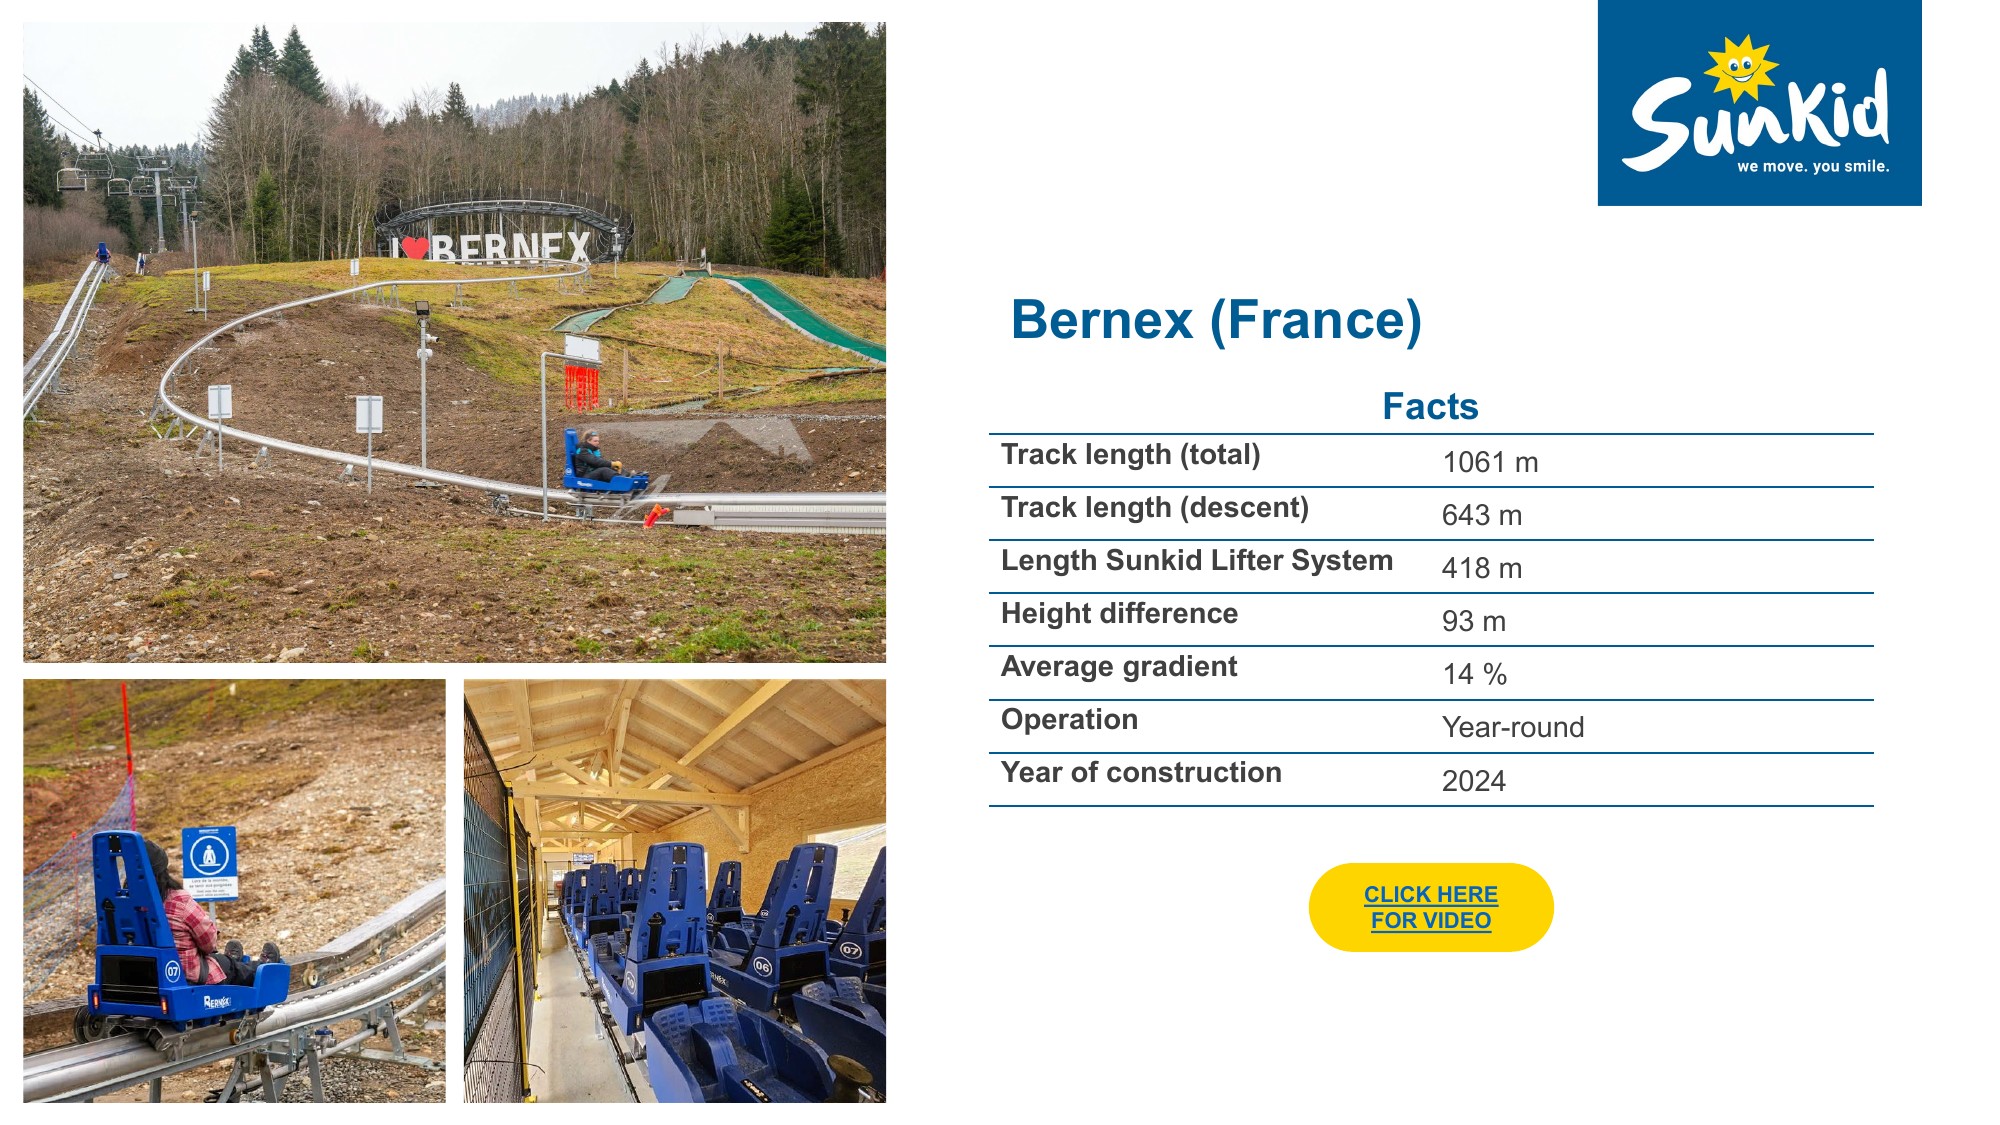 SunKid
we move. you smile.
I BERNEX
Bernex (France)
Facts
Track length (total) 1061 m
Track length (descent) 643 m
Length Sunkid Lifter System 418 m
Height difference 93 m
Average gradient 14 %
Operation Year-round
Year of construction 2024
CLICK HERE
FOR VIDEO
07
BERNEX
06
07